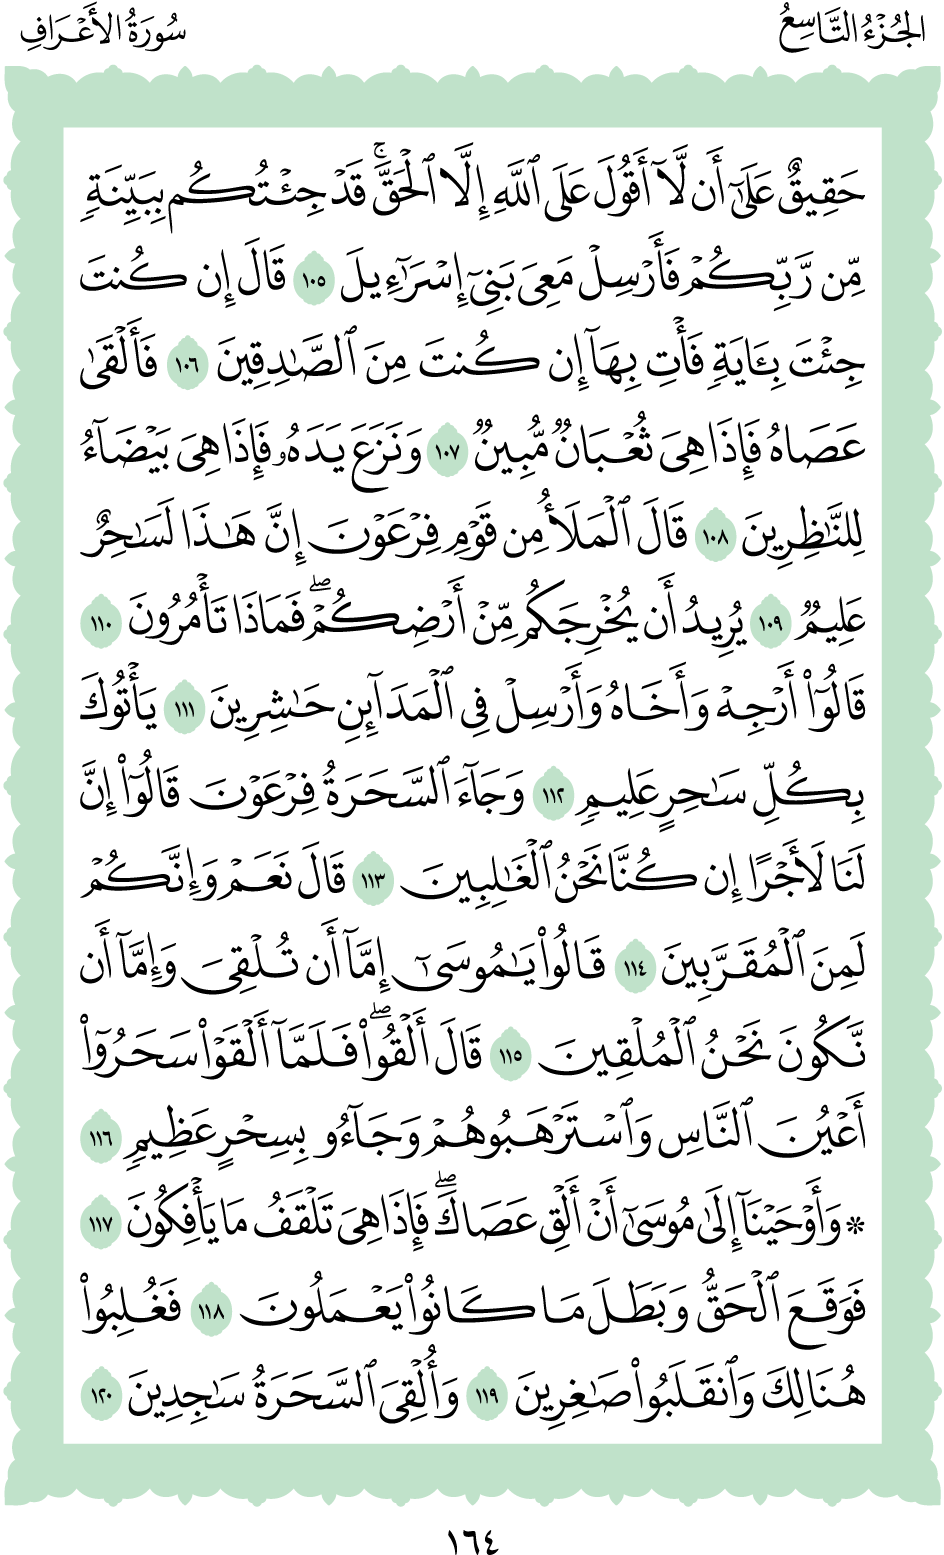 الجُزْءُ التَّاسِعُ
سُورَةُ الأَعْرَافِ
حَقِيقٌ عَلَىٰٓ أَن لَّآ أَقُولَ عَلَى ٱللَّهِ إِلَّا ٱلْحَقَّۚ قَدْ جِئْتُكُم بِبَيِّنَةٍ
مِّن رَّبِّكُمْ فَأَرْسِلْ مَعِىَ بَنِىٓ إِسْرَٰٓءِيلَ ١٠٥ قَالَ إِن كُنتَ
جِئْتَ بِـَٔايَةٍ فَأْتِ بِهَآ إِن كُنتَ مِنَ ٱلصَّٰدِقِينَ ١٠٦ فَأَلْقَىٰ
عَصَاهُ فَإِذَا هِىَ ثُعْبَانٌ مُّبِينٌ ١٠٧ وَنَزَعَ يَدَهُۥ فَإِذَا هِىَ بَيْضَآءُ
لِلنَّٰظِرِينَ ١٠٨ قَالَ ٱلْمَلَأُ مِن قَوْمِ فِرْعَوْنَ إِنَّ هَٰذَا لَسَٰحِرٌ
عَلِيمٌ ١٠٩ يُرِيدُ أَن يُخْرِجَكُم مِّنْ أَرْضِكُمْۖ فَمَاذَا تَأْمُرُونَ ١١٠
قَالُوٓا۟ أَرْجِهْ وَأَخَاهُ وَأَرْسِلْ فِى ٱلْمَدَآئِنِ حَٰشِرِينَ ١١١ يَأْتُوكَ
بِكُلِّ سَٰحِرٍ عَلِيمٍ ١١٢ وَجَآءَ ٱلسَّحَرَةُ فِرْعَوْنَ قَالُوٓا۟ إِنَّ
لَنَا لَأَجْرًا إِن كُنَّا نَحْنُ ٱلْغَٰلِبِينَ ١١٣ قَالَ نَعَمْ وَإِنَّكُمْ
لَمِنَ ٱلْمُقَرَّبِينَ ١١٤ قَالُوا۟ يَٰمُوسَىٰٓ إِمَّآ أَن تُلْقِىَ وَإِمَّآ أَن
نَّكُونَ نَحْنُ ٱلْمُلْقِينَ ١١٥ قَالَ أَلْقُوا۟ۖ فَلَمَّآ أَلْقَوْا۟ سَحَرُوٓا۟
أَعْيُنَ ٱلنَّاسِ وَٱسْتَرْهَبُوهُمْ وَجَآءُو بِسِحْرٍ عَظِيمٍ ١١٦
* وَأَوْحَيْنَآ إِلَىٰ مُوسَىٰٓ أَنْ أَلْقِ عَصَاكَۖ فَإِذَا هِىَ تَلْقَفُ مَا يَأْفِكُونَ ١١٧
فَوَقَعَ ٱلْحَقُّ وَبَطَلَ مَا كَانُوا۟ يَعْمَلُونَ ١١٨ فَغُلِبُوا۟
هُنَالِكَ وَٱنقَلَبُوا۟ صَٰغِرِينَ ١١٩ وَأُلْقِىَ ٱلسَّحَرَةُ سَٰجِدِينَ ١٢٠
١٦٤